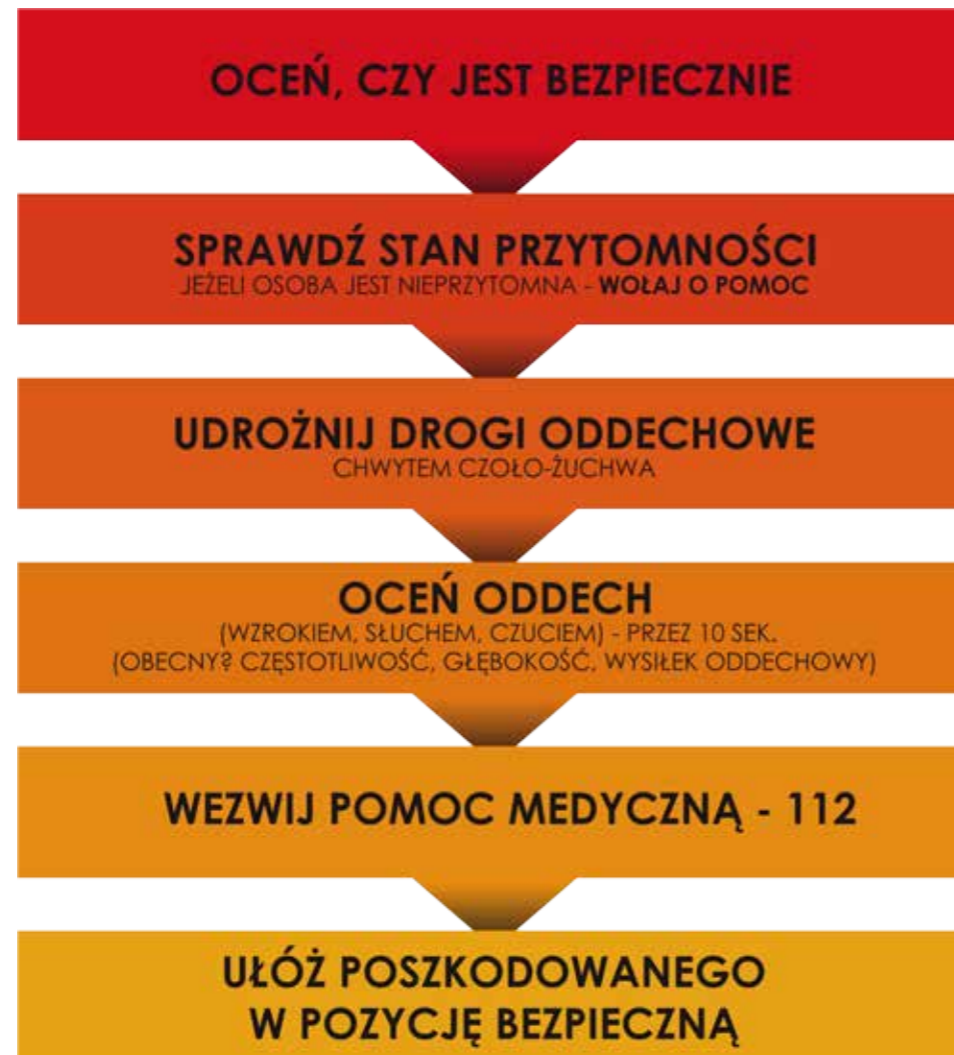 OCEŃ, CZY JEST BEZPIECZNIE
SPRAWDŹ STAN PRZYTOMNOŚCI
JEŻELI OSOBA JEST NIEPRZYTOMNA - WOŁAJ O POMOC
UDROŻNIJ DROGI ODDECHOWE
CHWYTEM CZOŁO-ŻUCHWA
OCEŃ ODDECH
(WZROKIEM, SŁUCHEM, CZUCIEM) - PRZEZ 10 SEK.
(OBECNY? CZĘSTOTLIWOŚĆ, GŁĘBOKOŚĆ, WYSIŁEK ODDECHOWY)
WEZWIJ POMOC MEDYCZNĄ - 112
UŁÓŻ POSZKODOWANEGO
W POZYCJĘ BEZPIECZNĄ